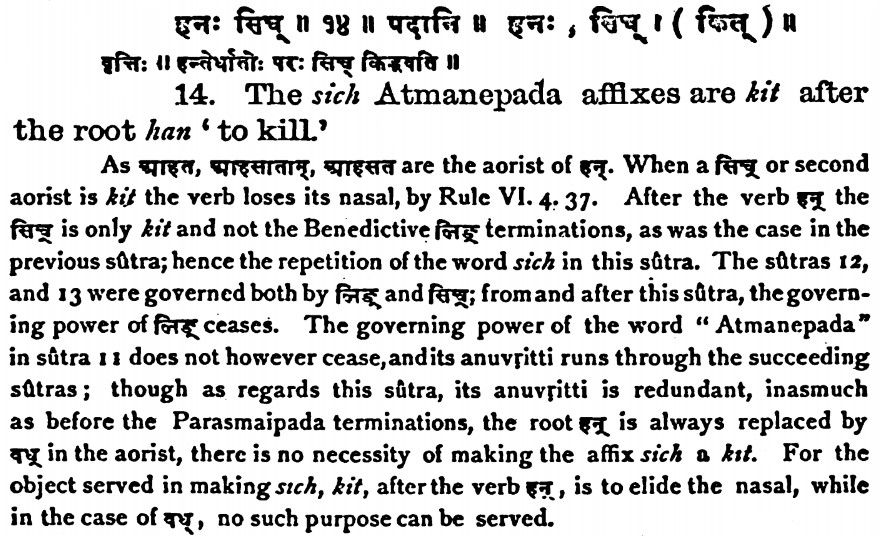 हनः सिच् ॥ १४ ॥ पदानि ॥ हनः , सिच् । ( कित् ) ॥
वृत्तिः ॥ हन्तेर्धातोः परः सिच् किद्भवति ॥
14. The sich Atmanepada affixes are kit after
the root han ‘to kill.’
As आहत, आहसाताम्, आहसत are the aorist of हन्. When a सिच् or second
aorist is kit the verb loses its nasal, by Rule VI. 4. 37. After the verb हन् the
सिच् is only kit and not the Benedictive लिङ् terminations, as was the case in the
previous sûtra; hence the repetition of the word sich in this sûtra. The sûtras 12,
and 13 were governed both by लिङ् and सिच्; from and after this sûtra, the govern-
ing power of लिङ् ceases. The governing power of the word “Atmanepada”
in sûtra 11 does not however cease, and its anuvṛitti runs through the succeeding
sûtras; though as regards this sûtra, its anuvṛitti is redundant, inasmuch
as before the Parasmaipada terminations, the root हन् is always replaced by
वध् in the aorist, there is no necessity of making the affix sich a kit. For the
object served in making sich, kit, after the verb हन्, is to elide the nasal, while
in the case of वध्, no such purpose can be served.